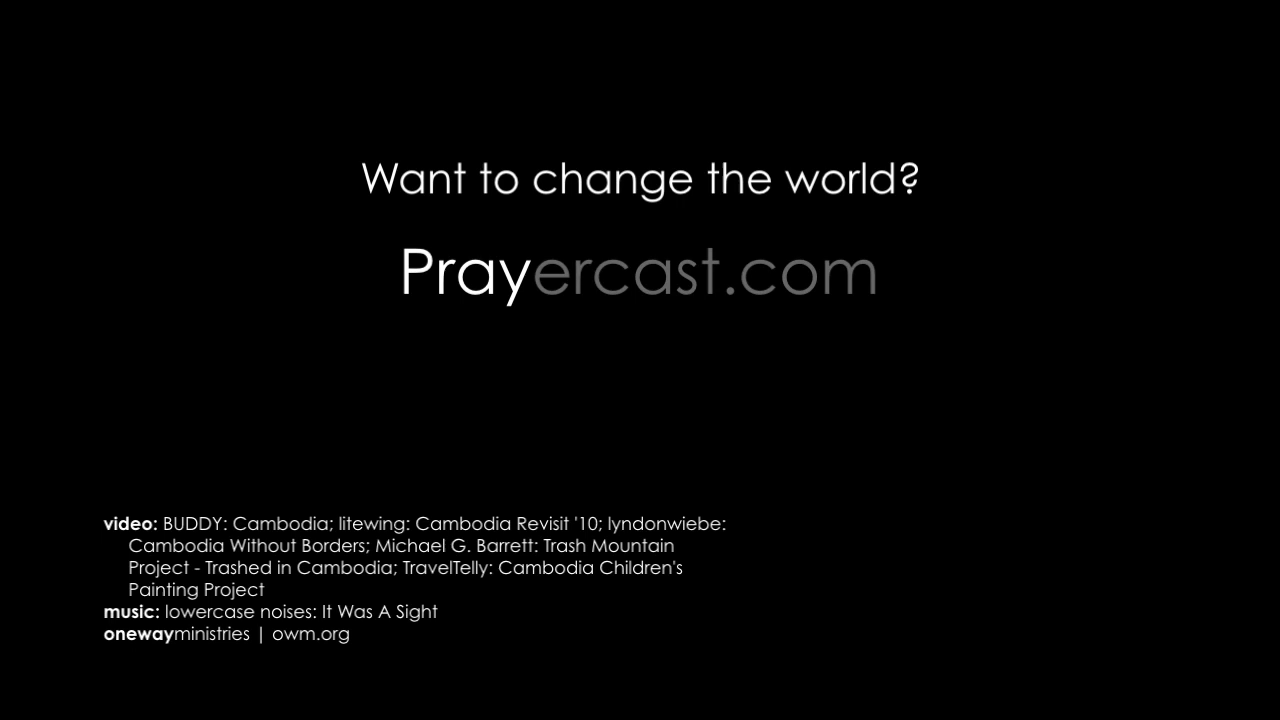 Want to change the world?
Prayercast.com
video: BUDDY: Cambodia; litewing: Cambodia Revisit '10; lyndonwiebe:
Cambodia Without Borders; Michael G. Barrett: Trash Mountain
Project - Trashed in Cambodia; TravelTelly: Cambodia Children's
Painting Project
music: lowercase noises: It Was A Sight
onewayministries | owm.org